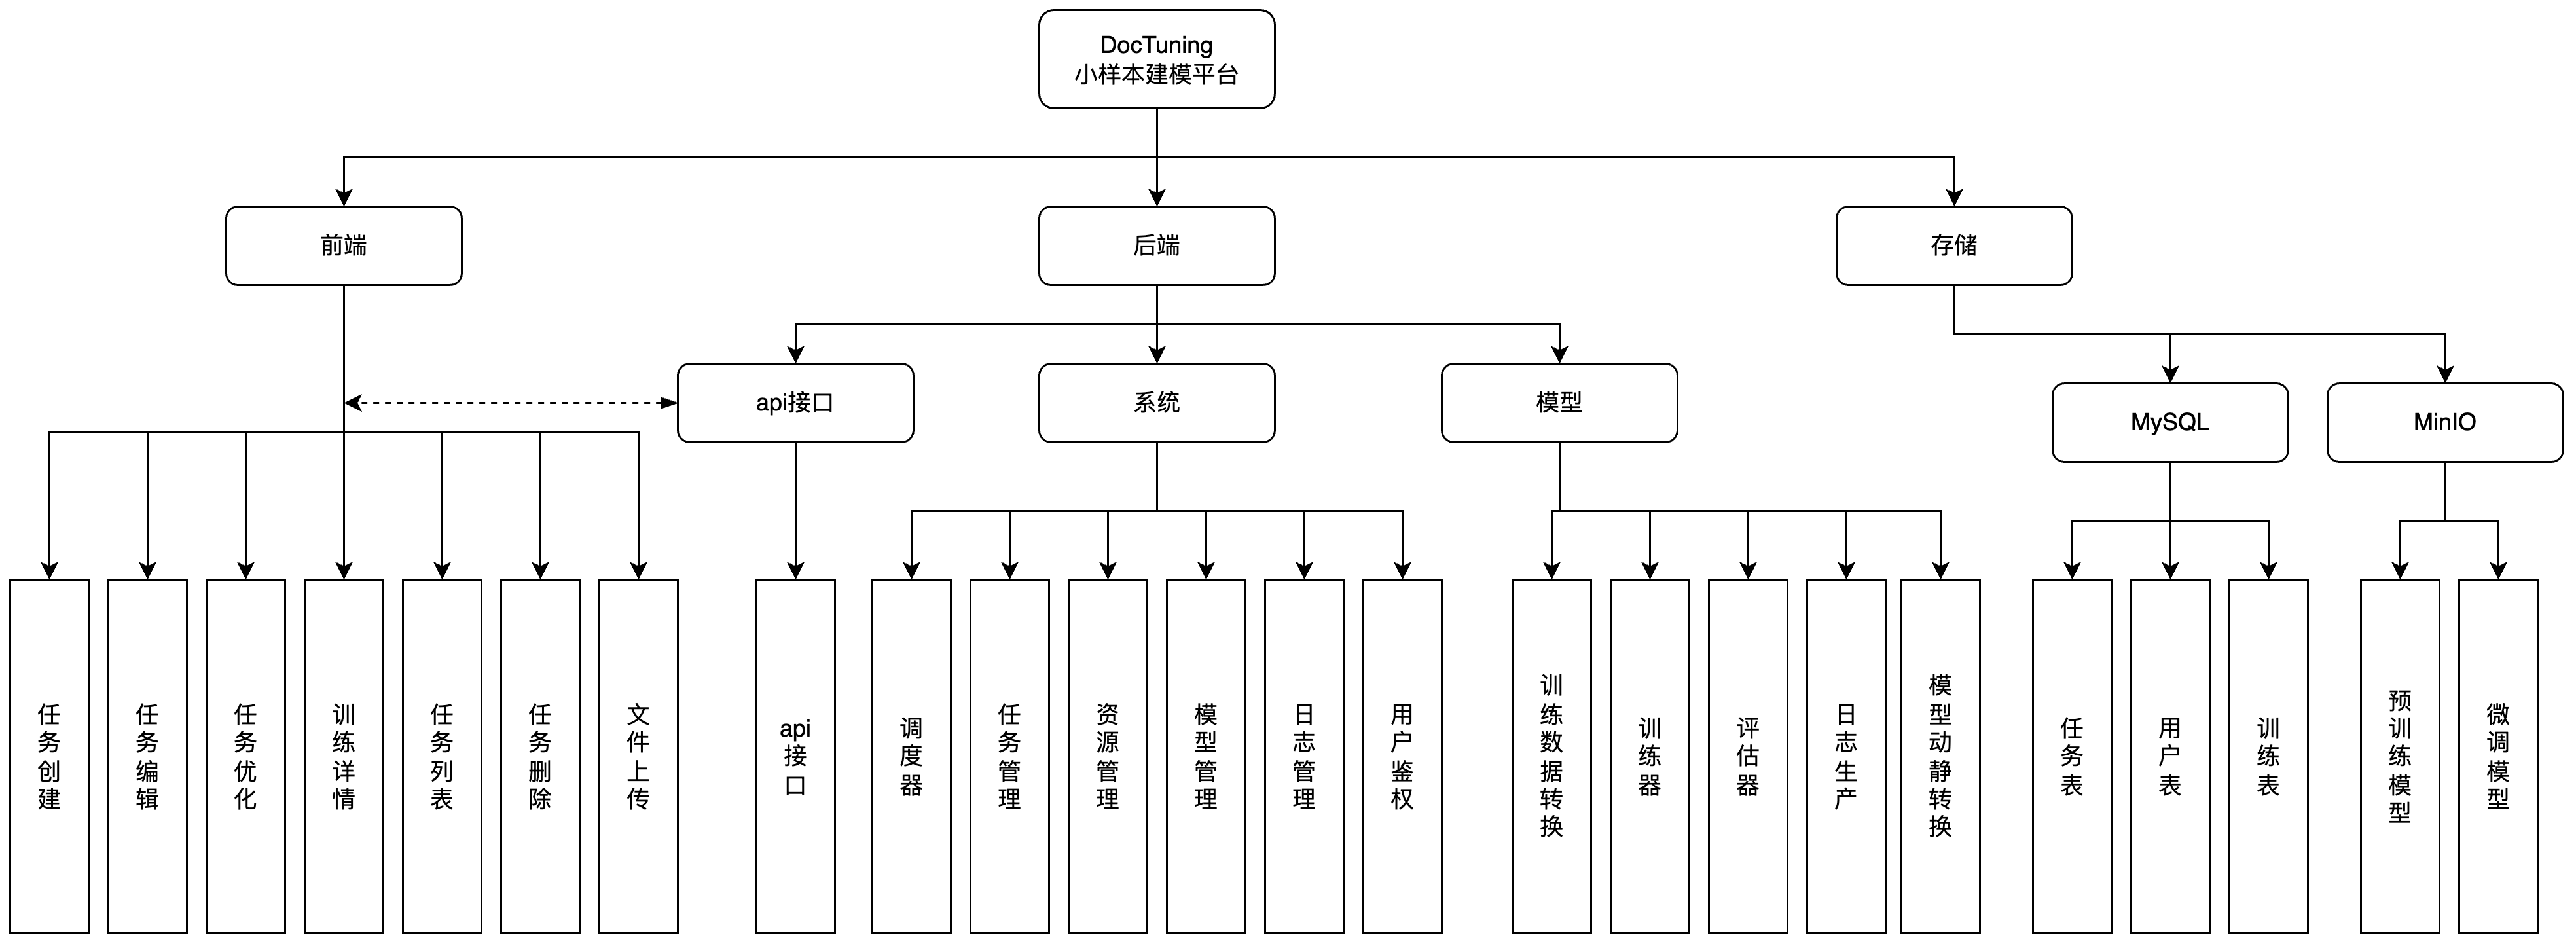 DocTuning
小样本建模平台
前端
后端
存储
api接口
系统
模型
MySQL
MinIO
任务创建
任务编辑
任务优化
训练详情
任务列表
任务删除
文件上传
api接口
调度器
任务管理
资源管理
模型管理
日志管理
用户鉴权
训练数据转换
训练器
评估器
日志生产
模型动静转换
任务表
用户表
训练表
预训练模型
微调模型